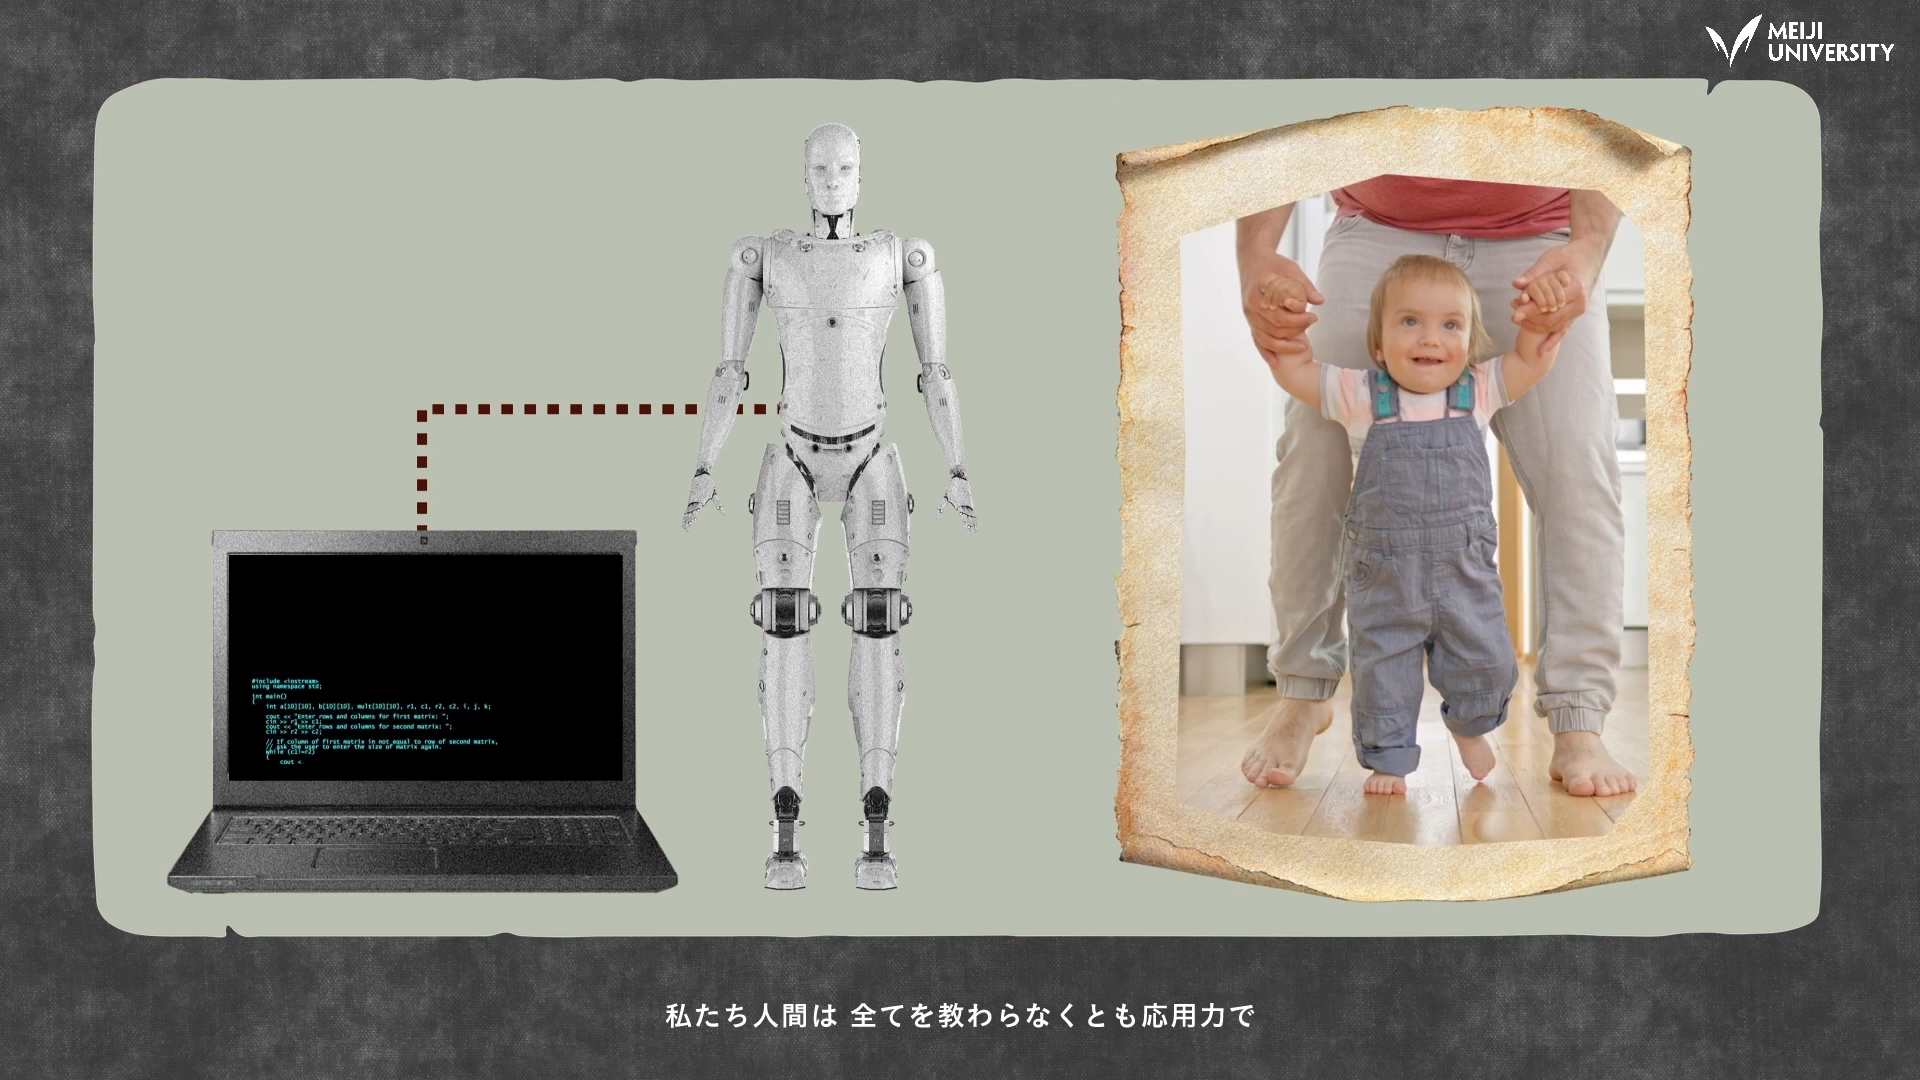 MEIJI
UNIVERSITY
#include <iostream>
using namespace std;
int main()
{
int a[10][10], b[10][10], mult[10][10], r1, c1, r2, c2, i, j, k;
cout << "Enter rows and columns for first matrix: ";
cin >> r1 >> c1;
cout << "Enter rows and columns for second matrix: ";
cin >> r2 >> c2;
// If column of first matrix in not equal to row of second matrix,
// ask the user to enter the size of matrix again.
while (c1!=r2)
{
cout <
私たち人間は 全てを教わらなくとも応用力で